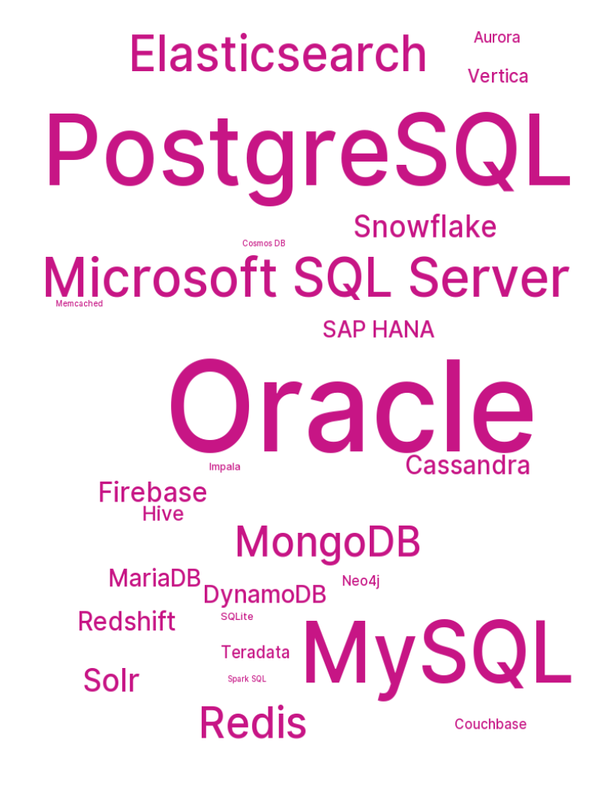 Aurora
Elasticsearch
Vertica
PostgreSQL
Snowflake
Cosmos DB
Microsoft SQL Server
Memcached
SAP HANA
Oracle
Impala
Cassandra
Firebase
Hive
MongoDB
MariaDB
Neo4j
DynamoDB
SQLite
Redshift
Teradata
MySQL
Spark SQL
Solr
Redis
Couchbase